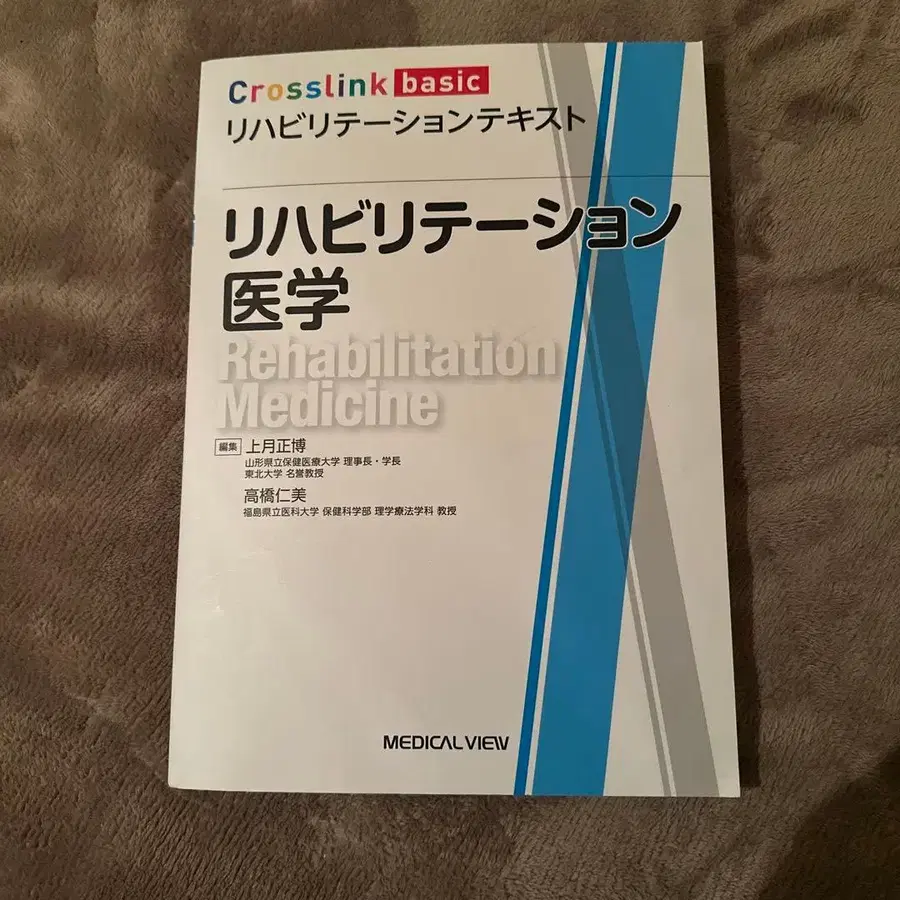 Crosslink basic
リハビリテーションテキスト
リハビリテーション
医学
Rehabilitation
Medicine
編集 上月正博
山形県立保健医療大学 理事長・学長
東北大学 名誉教授
高橋仁美
福島県立医科大学 保健科学部 理学療法学科 教授
MEDICAL VIEW